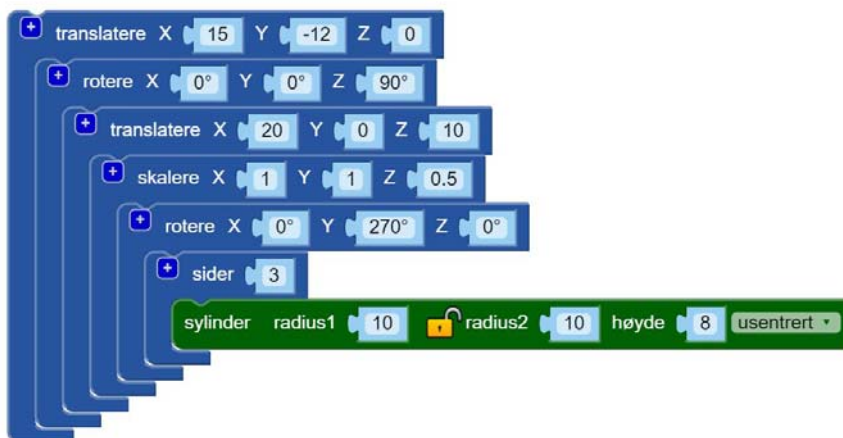 translatere X 15 Y -12 Z 0
rotere X 0° Y 0° Z 90°
translatere X 20 Y 0 Z 10
skalere X 1 Y 1 Z 0.5
rotere X 0° Y 270° Z 0°
sider 3
sylinder radius1 10 radius2 10 høyde 8 usentrert